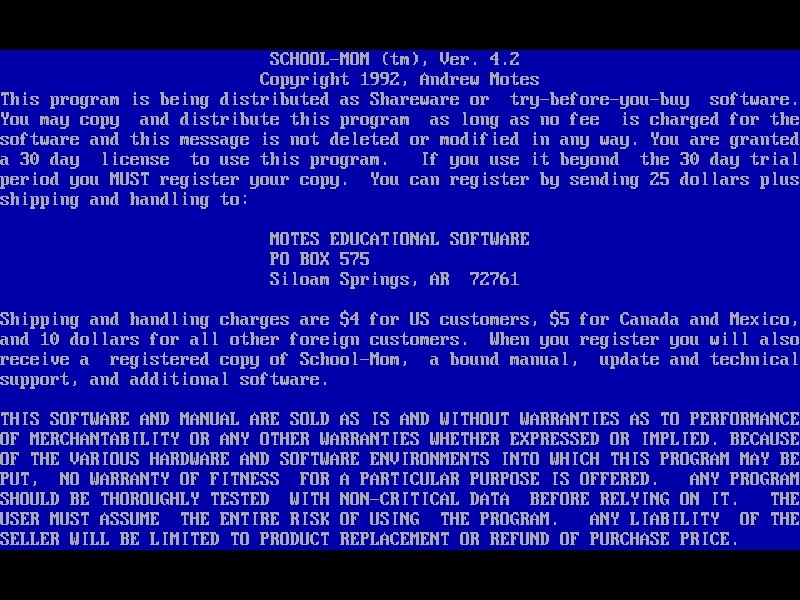 SCHOOL-MOM (tm), Ver. 4.2
Copyright 1992, Andrew Motes
This program is being distributed as Shareware or  try-before-you-buy  software.
You may copy  and distribute this program  as long as no fee  is charged for the
software and this message is not deleted or modified in any way. You are granted
a 30 day  license  to use this program.   If you use it beyond  the 30 day trial
period you MUST register your copy.  You can register by sending 25 dollars plus
shipping and handling to:
MOTES EDUCATIONAL SOFTWARE
PO BOX 575
Siloam Springs, AR  72761
Shipping and handling charges are $4 for US customers, $5 for Canada and Mexico,
and 10 dollars for all other foreign customers.  When you register you will also
receive a  registered copy of School-Mom,  a bound manual,  update and technical
support, and additional software.
THIS SOFTWARE AND MANUAL ARE SOLD AS IS AND WITHOUT WARRANTIES AS TO PERFORMANCE
OF MERCHANTABILITY OR ANY OTHER WARRANTIES WHETHER EXPRESSED OR IMPLIED. BECAUSE
OF THE VARIOUS HARDWARE AND SOFTWARE ENVIRONMENTS INTO WHICH THIS PROGRAM MAY BE
PUT,  NO WARRANTY OF FITNESS  FOR A PARTICULAR PURPOSE IS OFFERED.   ANY PROGRAM
SHOULD BE THOROUGHLY TESTED  WITH NON-CRITICAL DATA  BEFORE RELYING ON IT.   THE
USER MUST ASSUME  THE ENTIRE RISK OF USING  THE PROGRAM.   ANY LIABILITY  OF THE
SELLER WILL BE LIMITED TO PRODUCT REPLACEMENT OR REFUND OF PURCHASE PRICE.